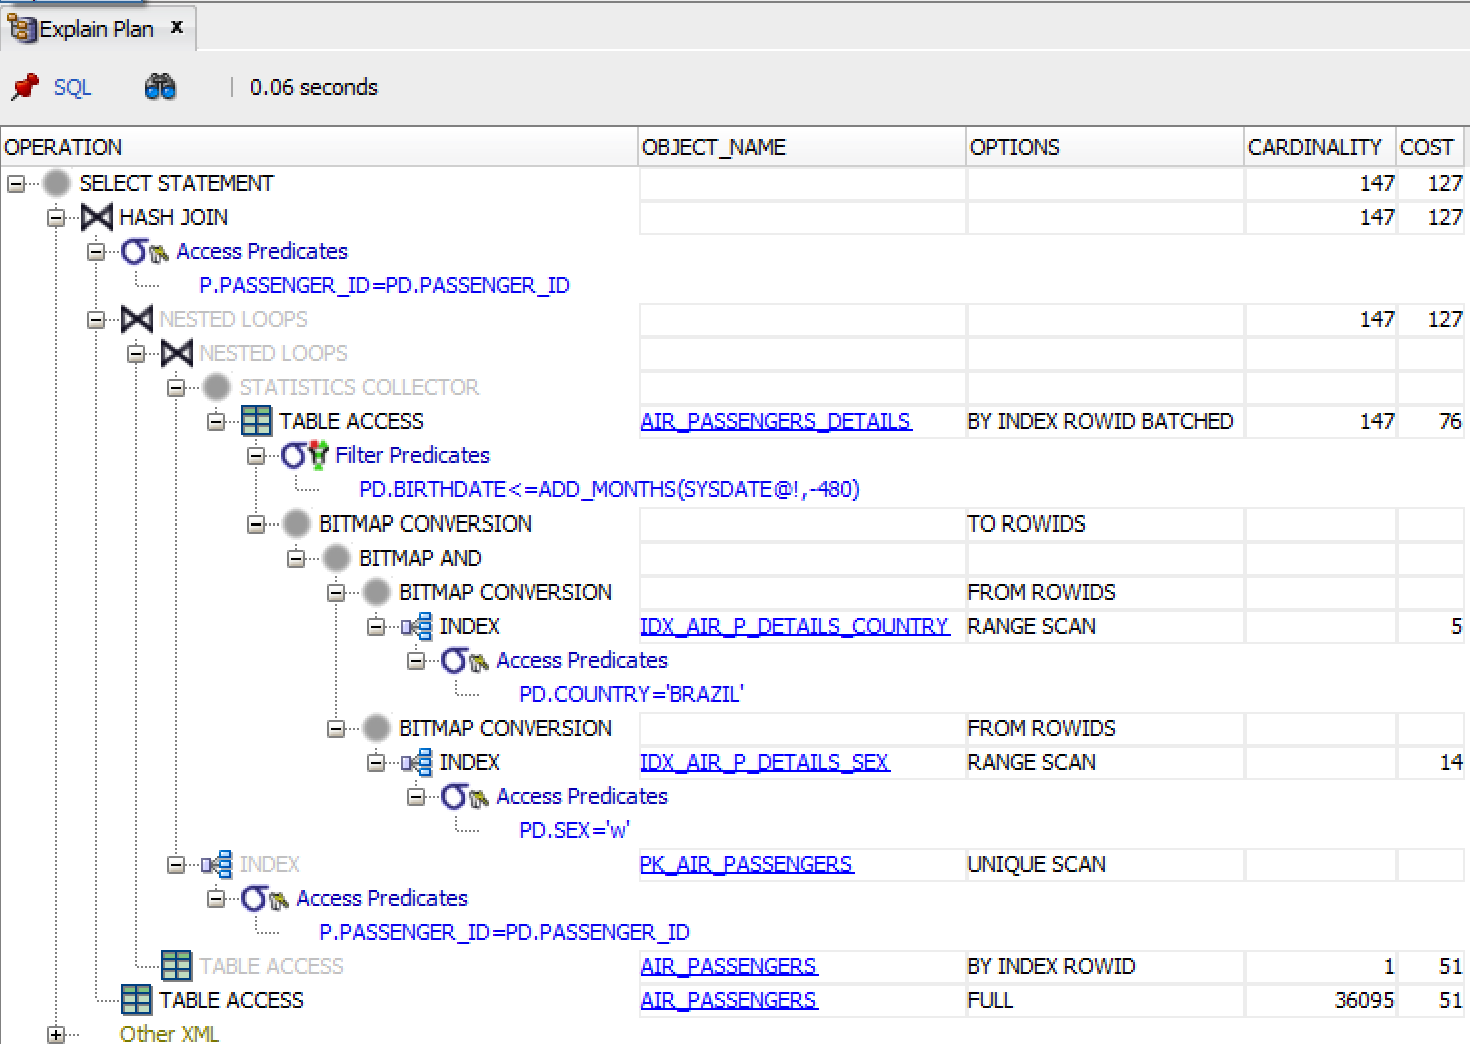 Explain Plan x
SQL 0.06 seconds
OPERATION OBJECT_NAME OPTIONS CARDINALITY COST
SELECT STATEMENT 147 127
HASH JOIN 147 127
Access Predicates
P.PASSENGER_ID=PD.PASSENGER_ID
NESTED LOOPS 147 127
NESTED LOOPS
STATISTICS COLLECTOR
TABLE ACCESS AIR_PASSENGERS_DETAILS BY INDEX ROWID BATCHED 147 76
Filter Predicates
PD.BIRTHDATE<=ADD_MONTHS(SYSDATE@!,-480)
BITMAP CONVERSION TO ROWIDS
BITMAP AND
BITMAP CONVERSION FROM ROWIDS
INDEX IDX_AIR_P_DETAILS_COUNTRY RANGE SCAN 5
Access Predicates
PD.COUNTRY='BRAZIL'
BITMAP CONVERSION FROM ROWIDS
INDEX IDX_AIR_P_DETAILS_SEX RANGE SCAN 14
Access Predicates
PD.SEX='w'
INDEX PK_AIR_PASSENGERS UNIQUE SCAN
Access Predicates
P.PASSENGER_ID=PD.PASSENGER_ID
TABLE ACCESS AIR_PASSENGERS BY INDEX ROWID 1 51
TABLE ACCESS AIR_PASSENGERS FULL 36095 51
Other XML